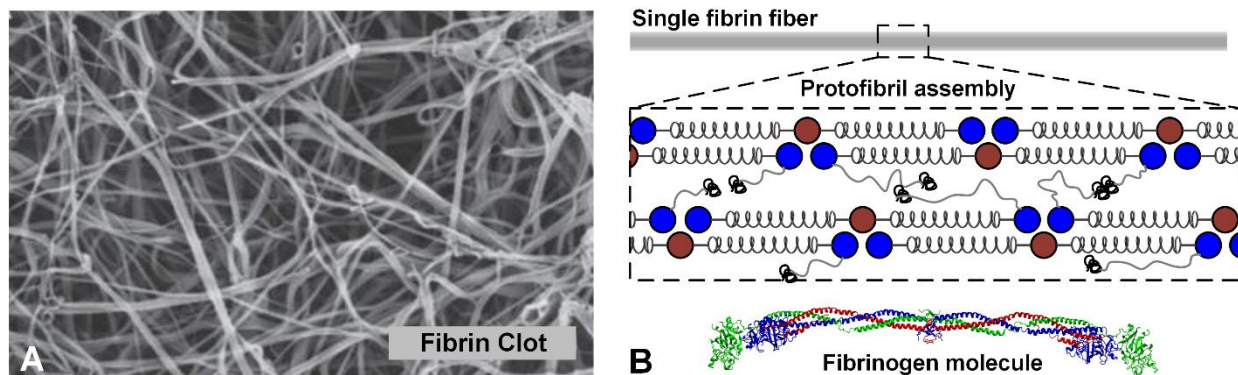 A
Fibrin Clot
B
Single fibrin fiber
Protofibril assembly
Fibrinogen molecule